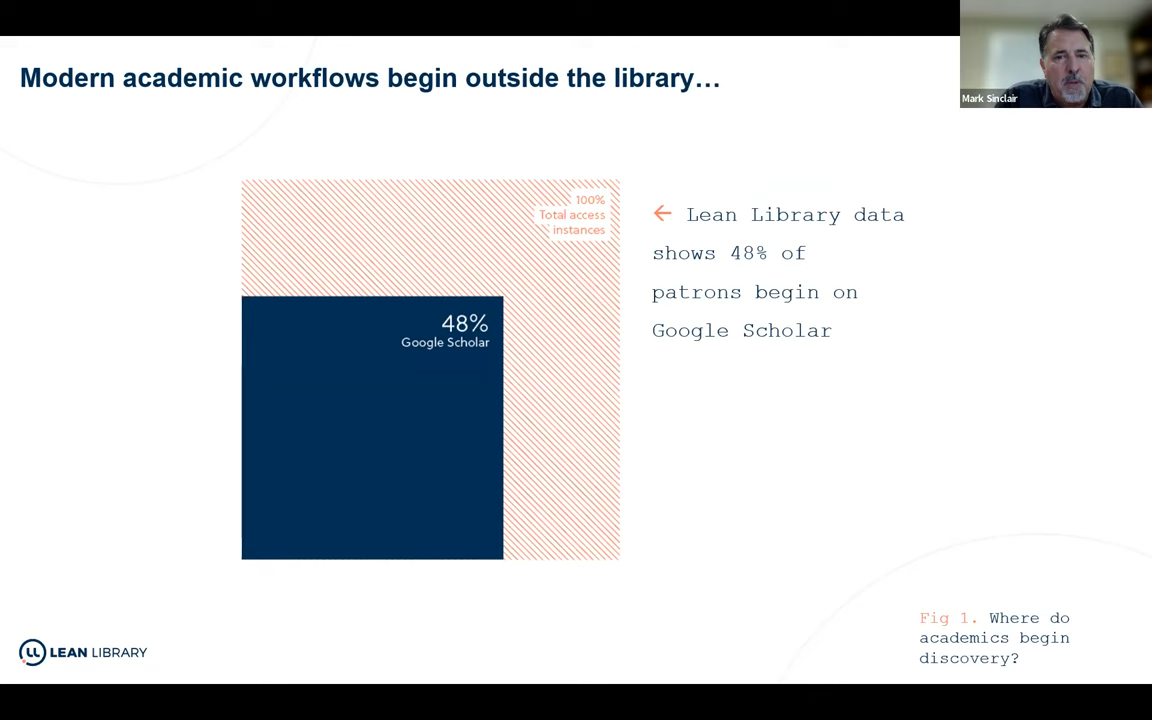 Modern academic workflows begin outside the library…
Mark Sinclair
100%
Total access
instances
48%
Google Scholar
← Lean Library data
shows 48% of
patrons begin on
Google Scholar
LL LEAN LIBRARY
Fig 1. Where do
academics begin
discovery?